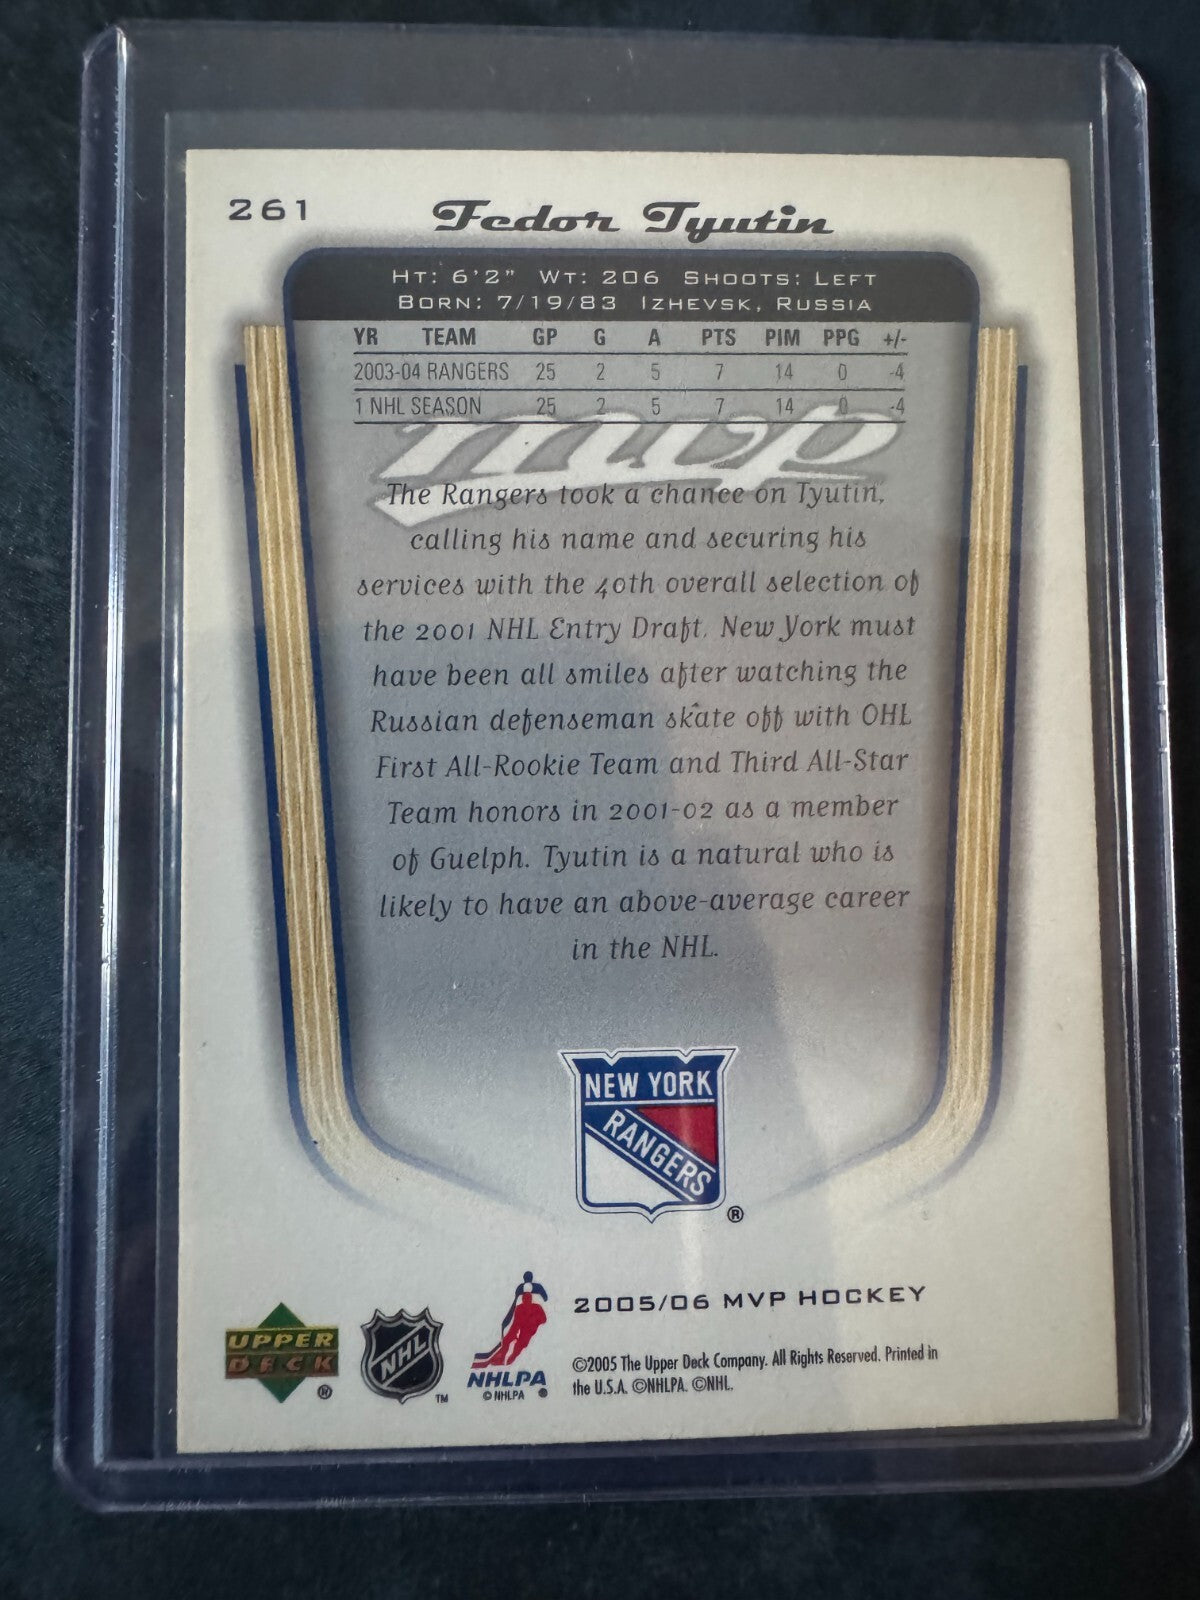 261
Fedor Tyutin
HT: 6'2" WT: 206 SHOOTS: LEFT
BORN: 7/19/83 IZHEVSK, RUSSIA
YR TEAM GP G A PTS PIM PPG +/-
2003-04 RANGERS 25 2 5 7 14 0 -4
1 NHL SEASON 25 2 5 7 14 0 -4
mvp
The Rangers took a chance on Tyutin,
calling his name and securing his
services with the 40th overall selection of
the 2001 NHL Entry Draft. New York must
have been all smiles after watching the
Russian defenseman skate off with OHL
First All-Rookie Team and Third All-Star
Team honors in 2001-02 as a member
of Guelph. Tyutin is a natural who is
likely to have an above-average career
in the NHL.
NEW YORK
RANGERS
®
2005/06 MVP HOCKEY
UPPER
DECK
®
NHL
TM
NHLPA
© NHLPA ®
©2005 The Upper Deck Company. All Rights Reserved. Printed in
the U.S.A. ©NHLPA. ©NHL.